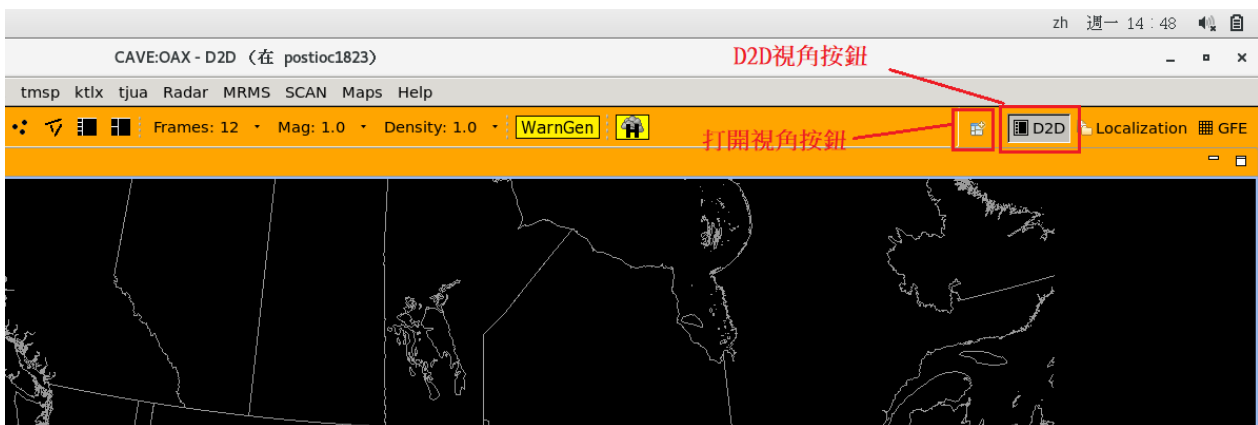 zh 週一 14：48
CAVE:OAX - D2D （在 postioc1823）
D2D視角按鈕
tmsp ktlx tjua Radar MRMS SCAN Maps Help
Frames: 12 Mag: 1.0 Density: 1.0 WarnGen D2D Localization GFE
打開視角按鈕